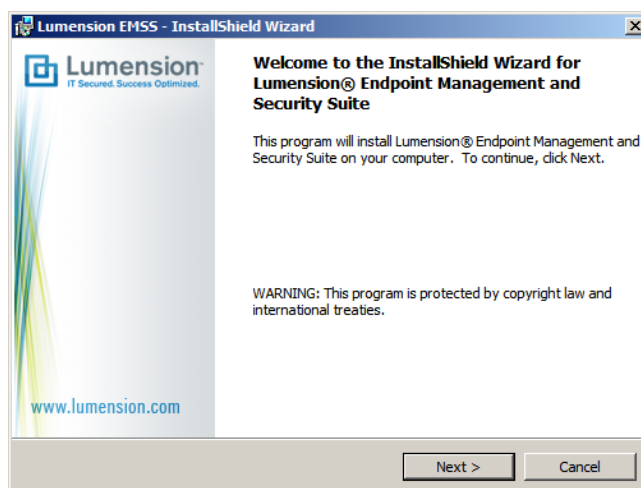 Lumension EMSS - InstallShield Wizard
Lumension™
IT Secured. Success Optimized.
Welcome to the InstallShield Wizard for
Lumension® Endpoint Management and
Security Suite
This program will install Lumension® Endpoint Management and
Security Suite on your computer. To continue, click Next.
WARNING: This program is protected by copyright law and
international treaties.
www.lumension.com
Next >
Cancel